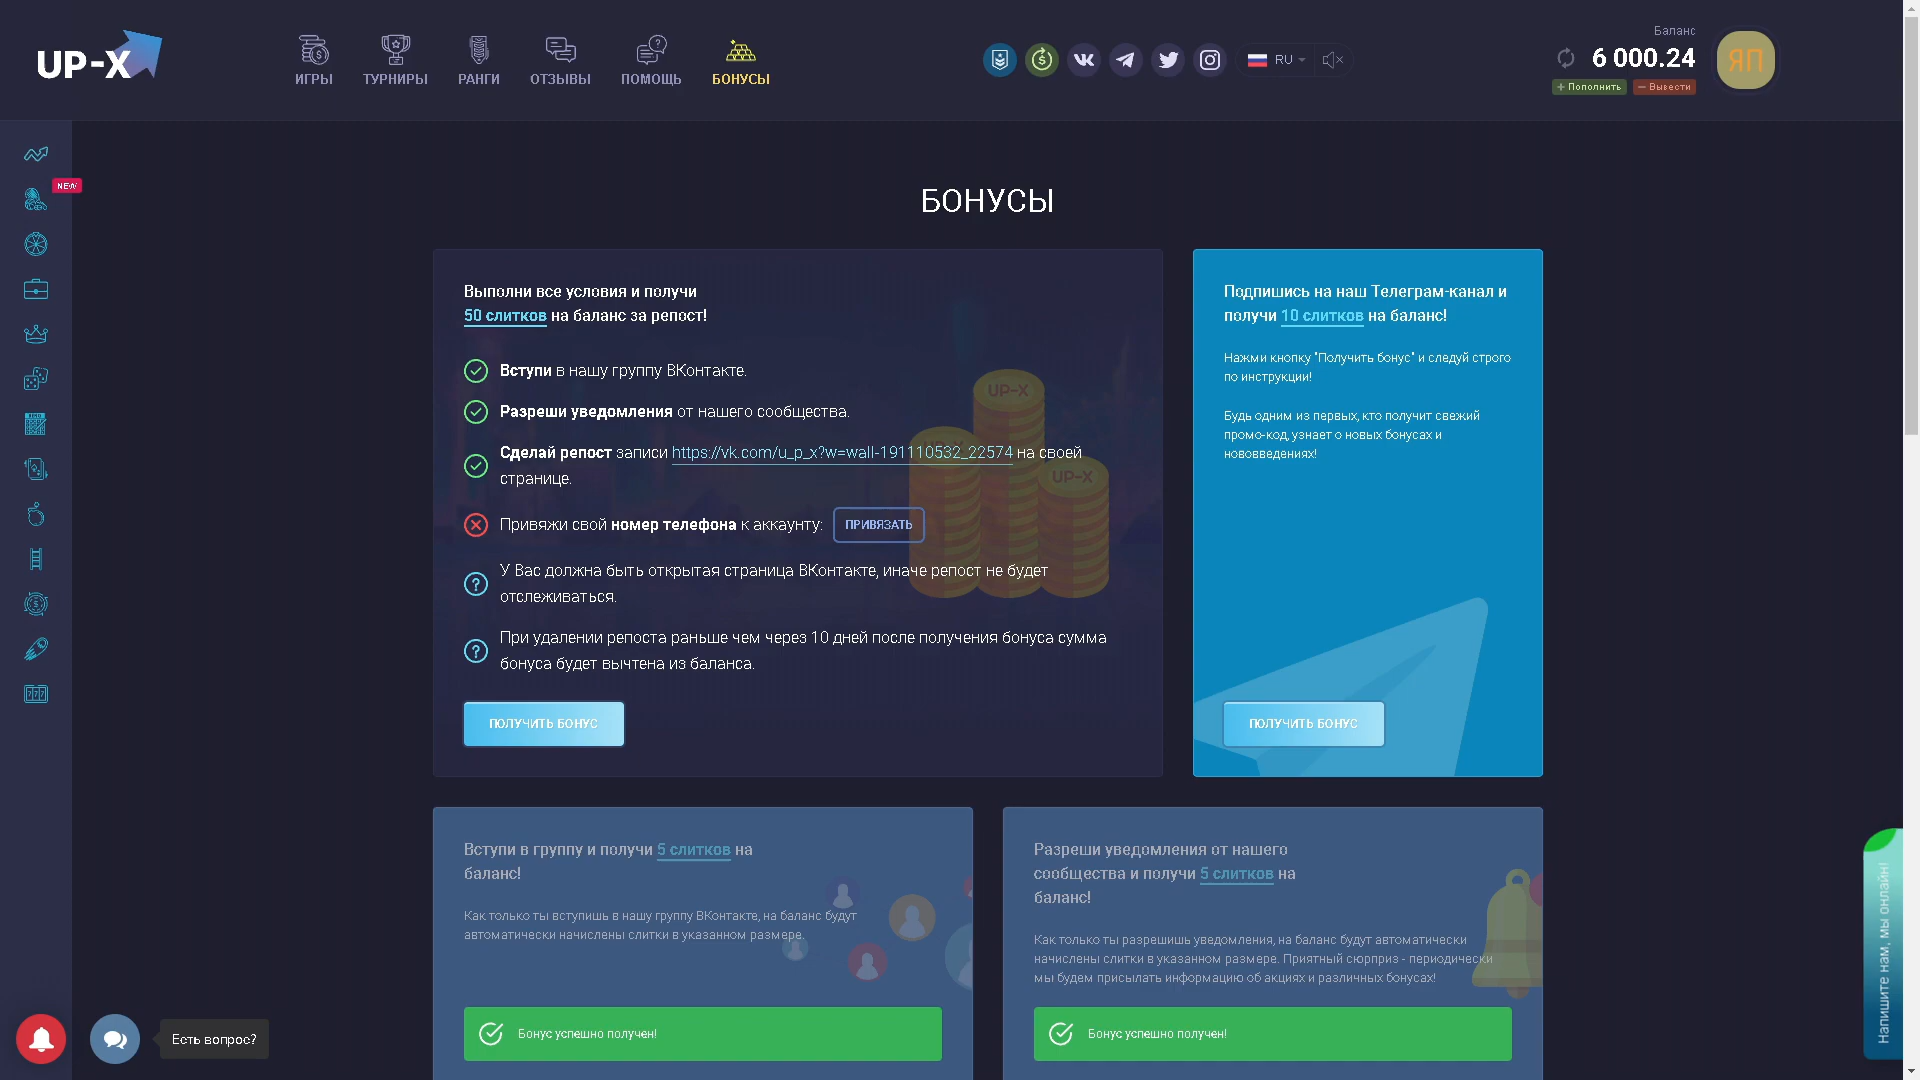 UP-X
ИГРЫ
ТУРНИРЫ
РАНГИ
ОТЗЫВЫ
ПОМОЩЬ
БОНУСЫ
RU
Баланс
6 000.24
+ Пополнить
− Вывести
ЯП
NEW
БОНУСЫ
Выполни все условия и получи
50 слитков на баланс за репост!
Вступи в нашу группу ВКонтакте.
Разреши уведомления от нашего сообщества.
Сделай репост записи https://vk.com/u_p_x?w=wall-191110532_22574 на своей
странице.
Привяжи свой номер телефона к аккаунту:
ПРИВЯЗАТЬ
У Вас должна быть открытая страница ВКонтакте, иначе репост не будет
отслеживаться.
При удалении репоста раньше чем через 10 дней после получения бонуса сумма
бонуса будет вычтена из баланса.
ПОЛУЧИТЬ БОНУС
UP-X
UP-X
Подпишись на наш Телеграм-канал и
получи 10 слитков на баланс!
Нажми кнопку "Получить бонус" и следуй строго
по инструкции!
Будь одним из первых, кто получит свежий
промо-код, узнает о новых бонусах и
нововведениях!
ПОЛУЧИТЬ БОНУС
Вступи в группу и получи 5 слитков на
баланс!
Как только ты вступишь в нашу группу ВКонтакте, на баланс будут
автоматически начислены слитки в указанном размере.
Бонус успешно получен!
Разреши уведомления от нашего
сообщества и получи 5 слитков на
баланс!
Как только ты разрешишь уведомления, на баланс будут автоматически
начислены слитки в указанном размере. Приятный сюрприз - периодически
мы будем присылать информацию об акциях и различных бонусах!
Бонус успешно получен!
Есть вопрос?
Напишите нам, мы онлайн!
777